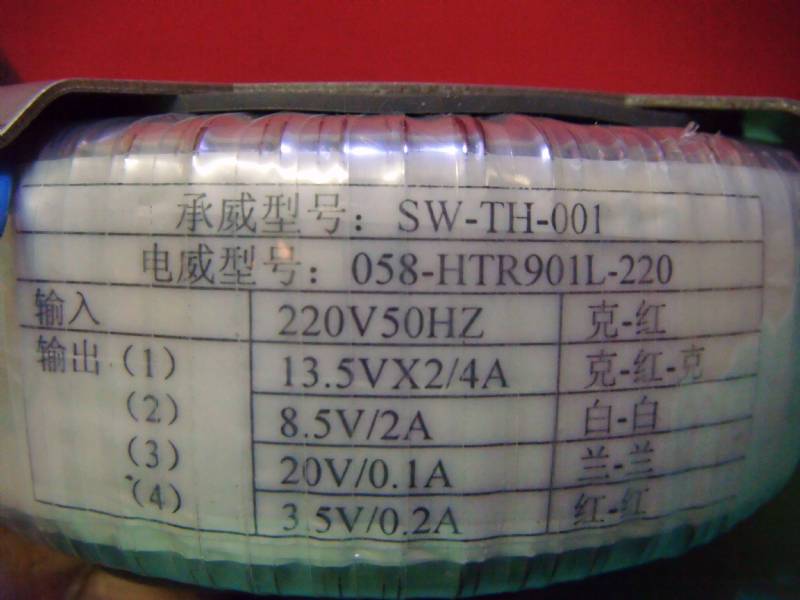 承威型号: SW-TH-001
电威型号: 058-HTR901L-220
输入 220V50HZ 克-红
输出 (1) 13.5VX2/4A 克-红-克
(2) 8.5V/2A 白-白
(3) 20V/0.1A 兰-兰
(4) 3.5V/0.2A 红-红